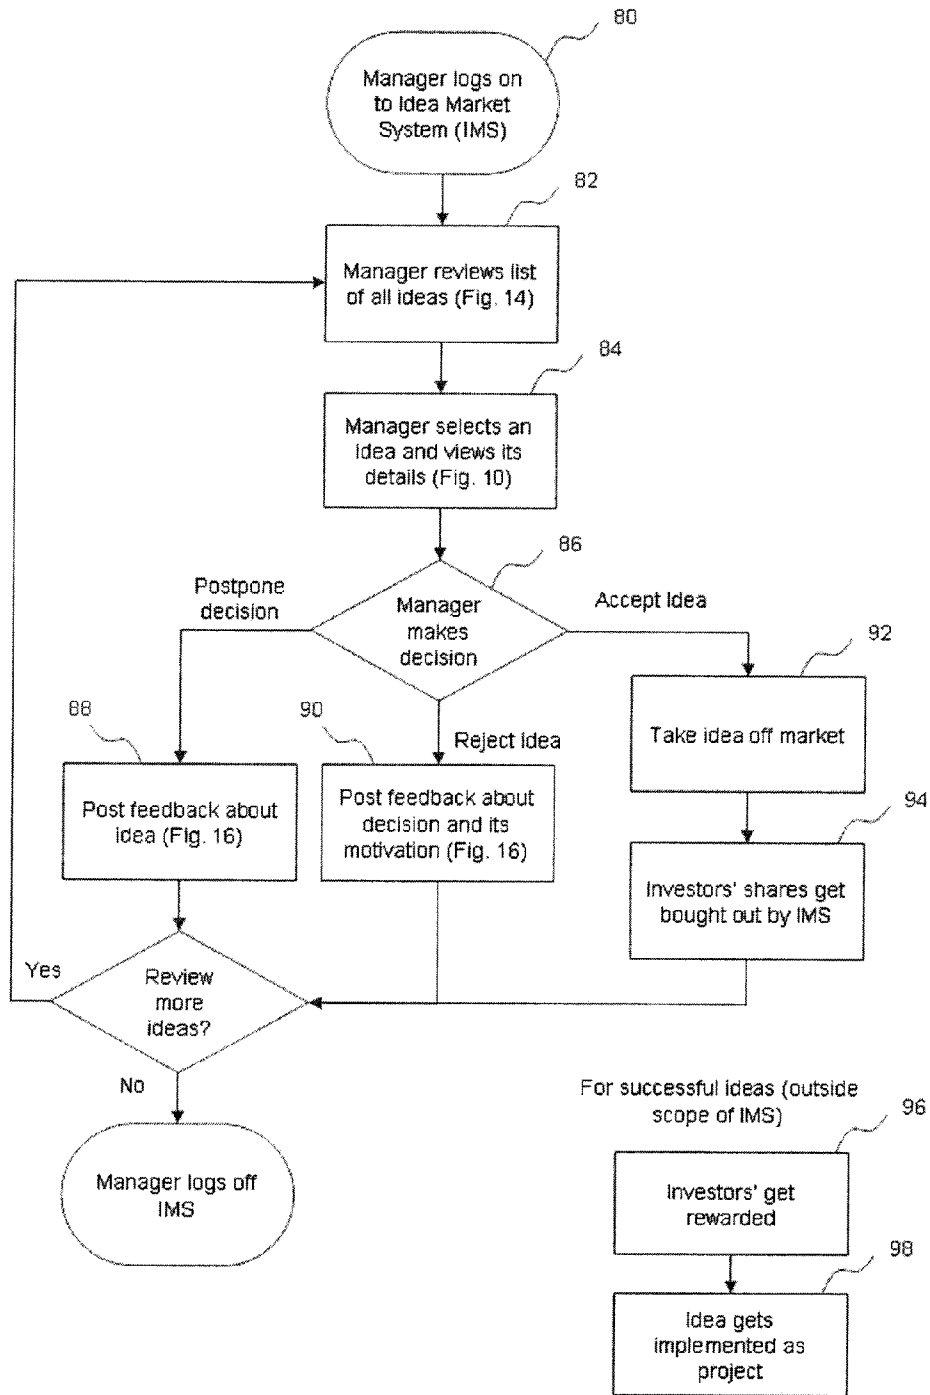 80
Manager logs on
to Idea Market
System (IMS)
82
Manager reviews list
of all ideas (Fig. 14)
84
Manager selects an
idea and views its
details (Fig. 10)
86
Postpone
decision
Manager
makes
decision
Accept idea
92
88
90
Reject idea
Take idea off market
Post feedback about
idea (Fig. 16)
Post feedback about
decision and its
motivation (Fig. 16)
94
Investors' shares get
bought out by IMS
Yes
Review
more
ideas?
No
For successful ideas (outside
scope of IMS)
96
Manager logs off
IMS
Investors' get
rewarded
98
Idea gets
implemented as
project